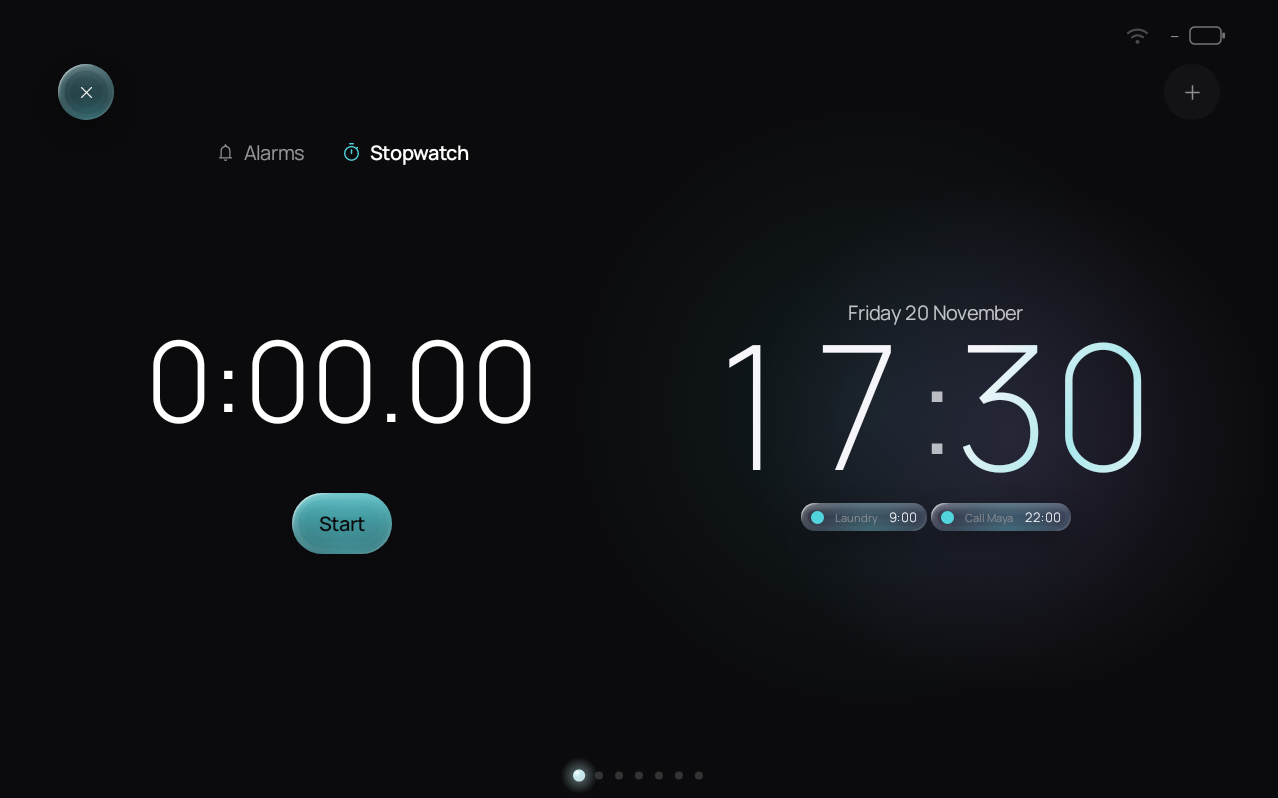 –
Alarms Stopwatch
Friday 20 November
0:00.00
17:30
Start
Laundry 9:00 Call Maya 22:00